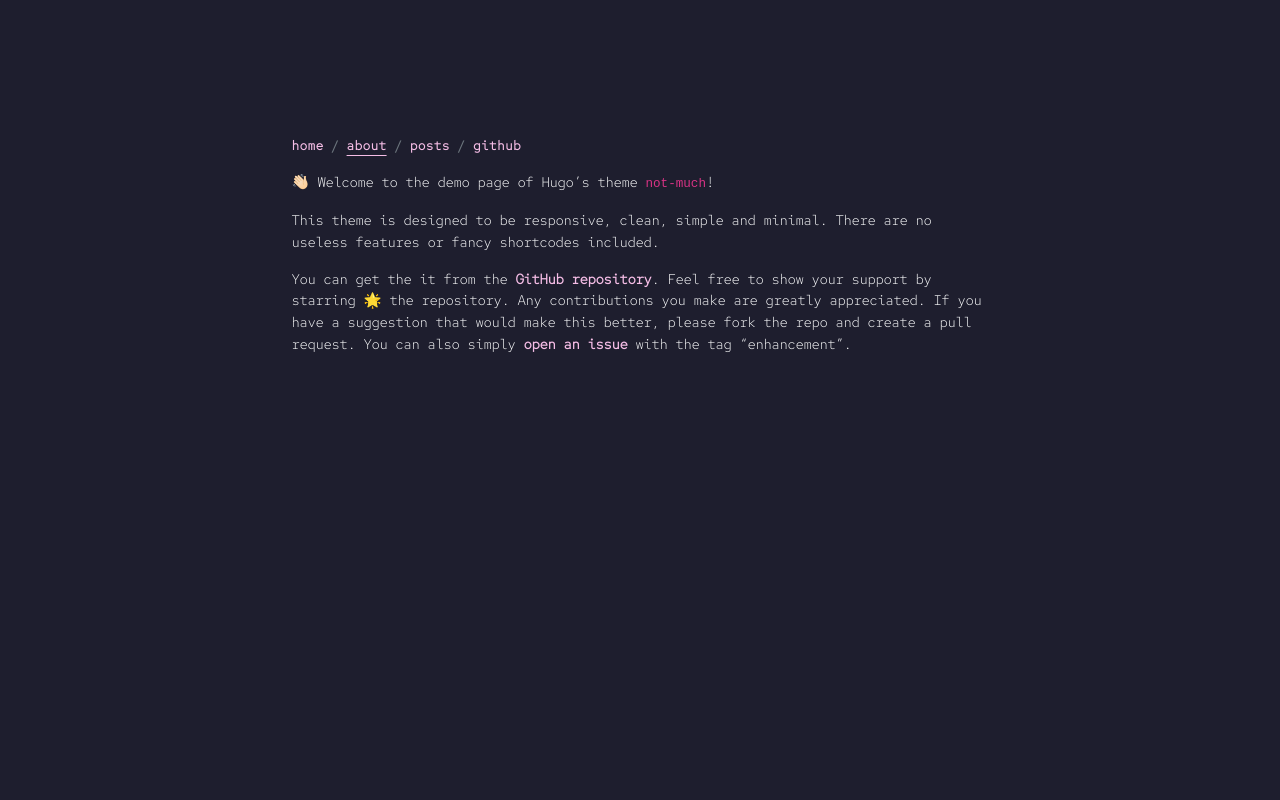 home / about / posts / github
👋🏻 Welcome to the demo page of Hugo’s theme not-much!
This theme is designed to be responsive, clean, simple and minimal. There are no
useless features or fancy shortcodes included.
You can get the it from the GitHub repository. Feel free to show your support by
starring 🌟 the repository. Any contributions you make are greatly appreciated. If you
have a suggestion that would make this better, please fork the repo and create a pull
request. You can also simply open an issue with the tag “enhancement”.